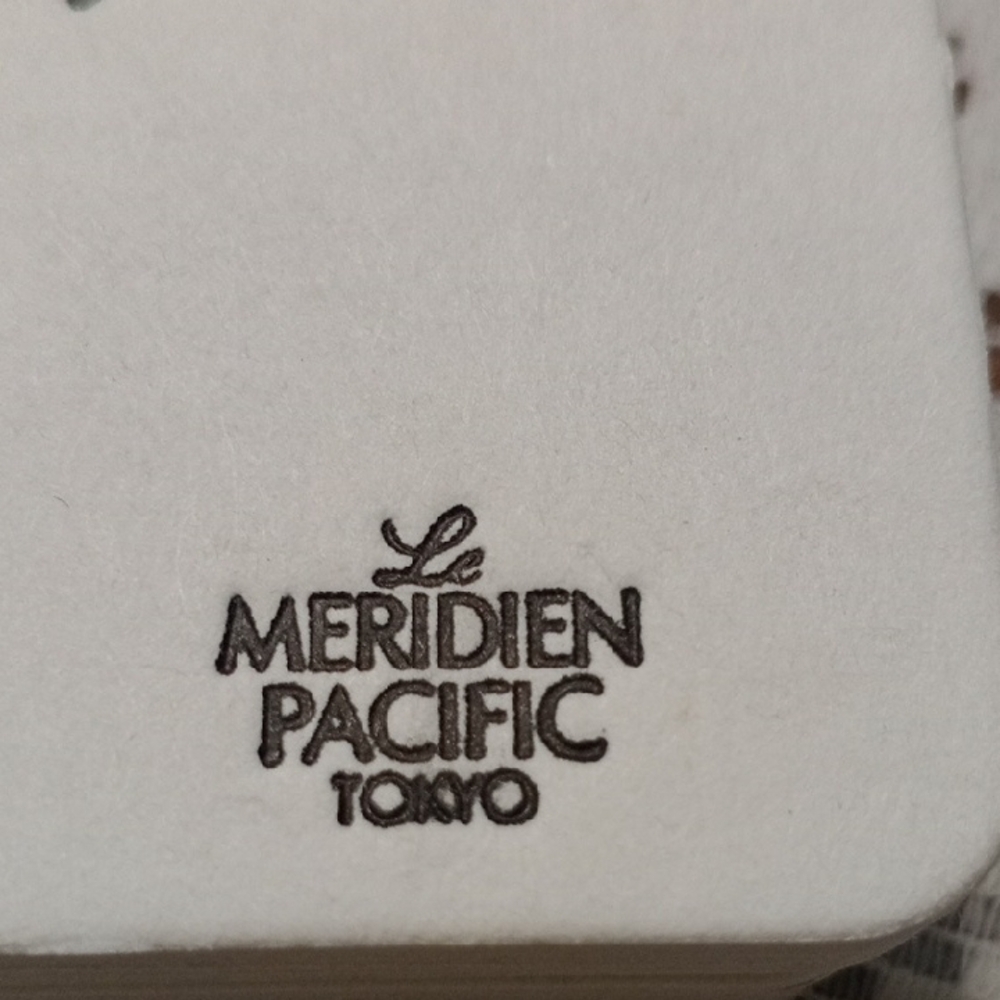 Le
MERIDIEN
PACIFIC
TOKYO